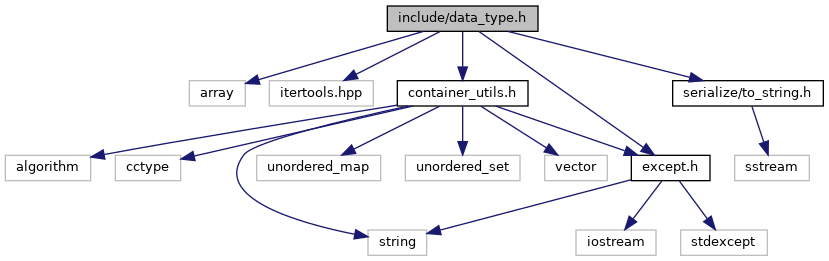 include/data_type.h
array
itertools.hpp
container_utils.h
serialize/to_string.h
algorithm
cctype
unordered_map
unordered_set
vector
except.h
sstream
string
iostream
stdexcept